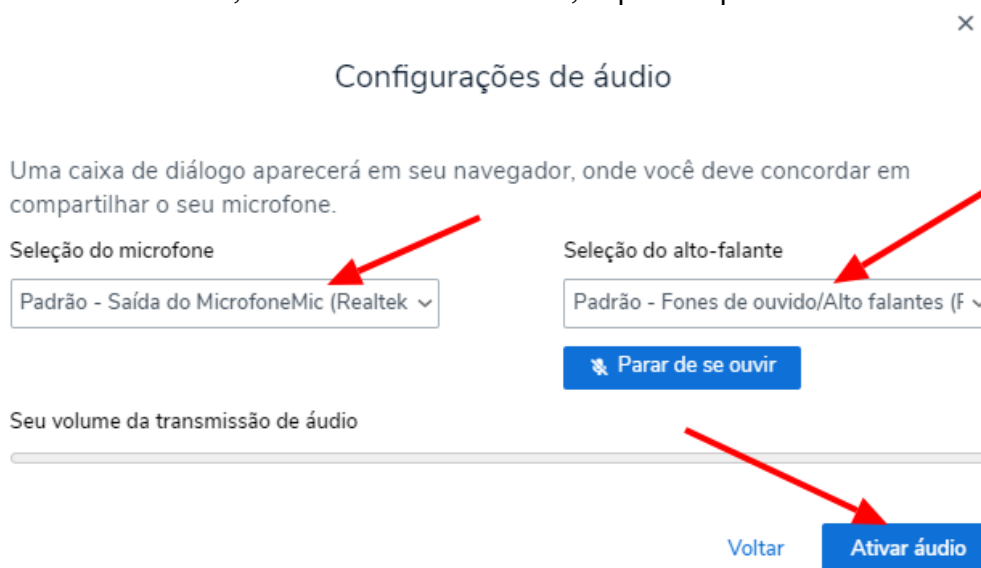 Configurações de áudio
Uma caixa de diálogo aparecerá em seu navegador, onde você deve concordar em
compartilhar o seu microfone.
Seleção do microfone
Seleção do alto-falante
Padrão - Saída do MicrofoneMic (Realtek
Padrão - Fones de ouvido/Alto falantes (F
Parar de se ouvir
Seu volume da transmissão de áudio
Voltar
Ativar áudio